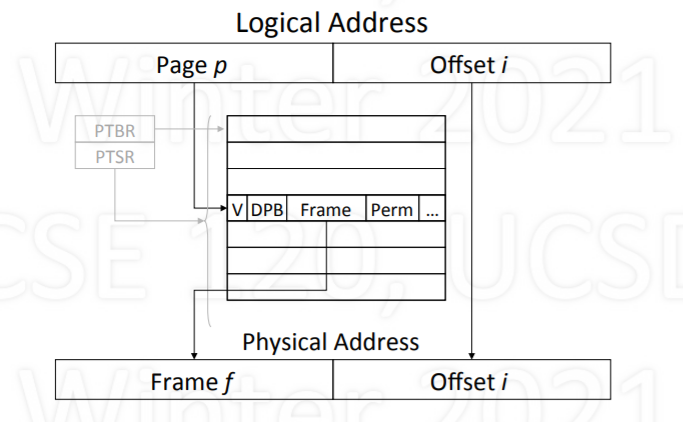 Logical Address
Page p Offset i
PTBR
PTSR
V DPB Frame Perm ...
Physical Address
Frame f Offset i
Winter 2021
CSE 120, UCSD
Winter 2021